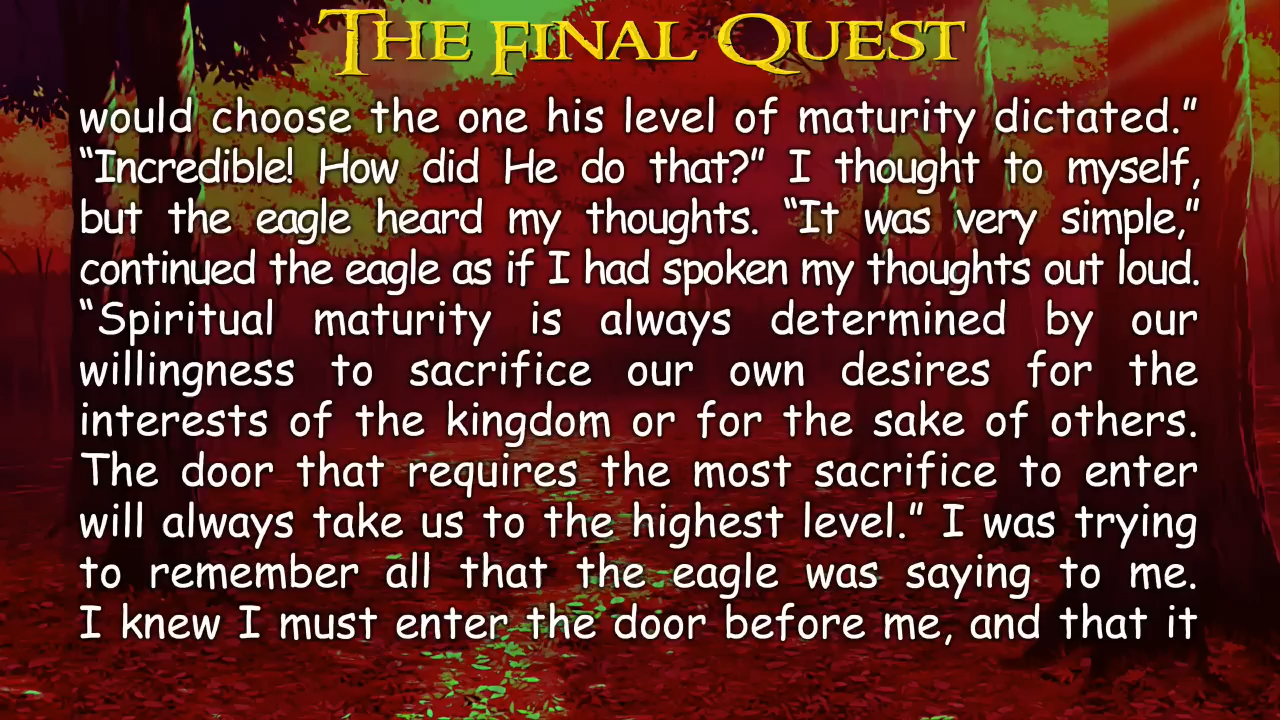 The Final Quest
would choose the one his level of maturity dictated.”
“Incredible! How did He do that?” I thought to myself,
but the eagle heard my thoughts. “It was very simple,”
continued the eagle as if I had spoken my thoughts out loud.
“Spiritual maturity is always determined by our
willingness to sacrifice our own desires for the
interests of the kingdom or for the sake of others.
The door that requires the most sacrifice to enter
will always take us to the highest level.” I was trying
to remember all that the eagle was saying to me.
I knew I must enter the door before me, and that it